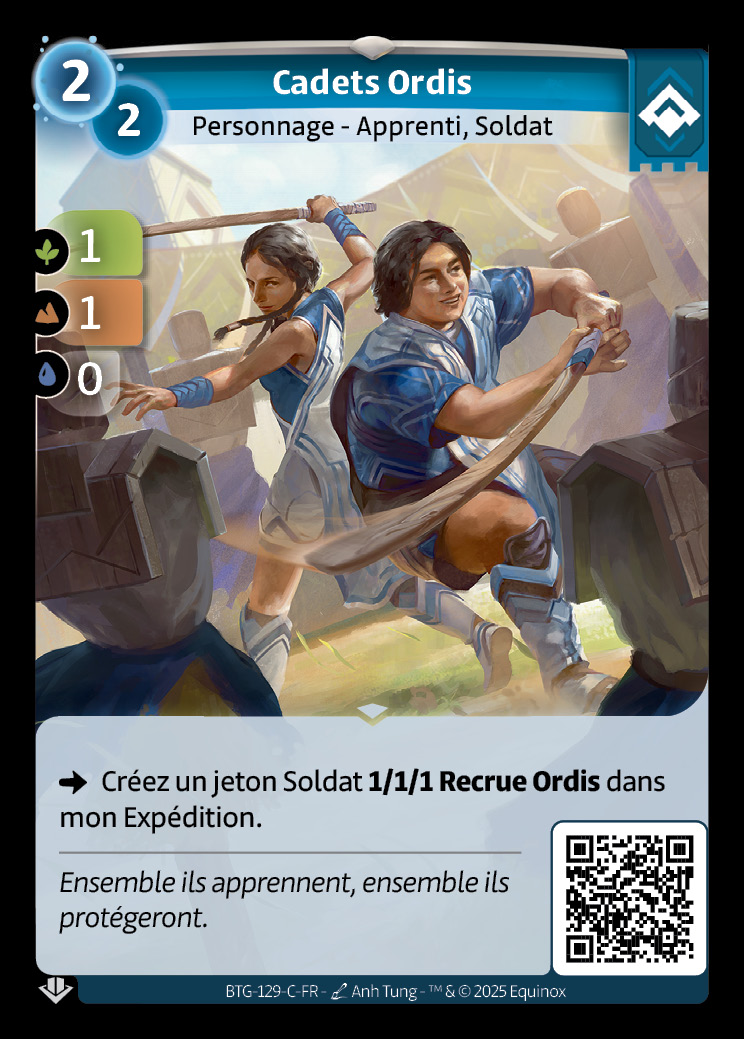 2
Cadets Ordis
2
Personnage - Apprenti, Soldat
1
1
0
Créez un jeton Soldat 1/1/1 Recrue Ordis dans
mon Expédition.
Ensemble ils apprennent, ensemble ils
protégeront.
BTG-129-C-FR - Anh Tung - ™ & © 2025 Equinox